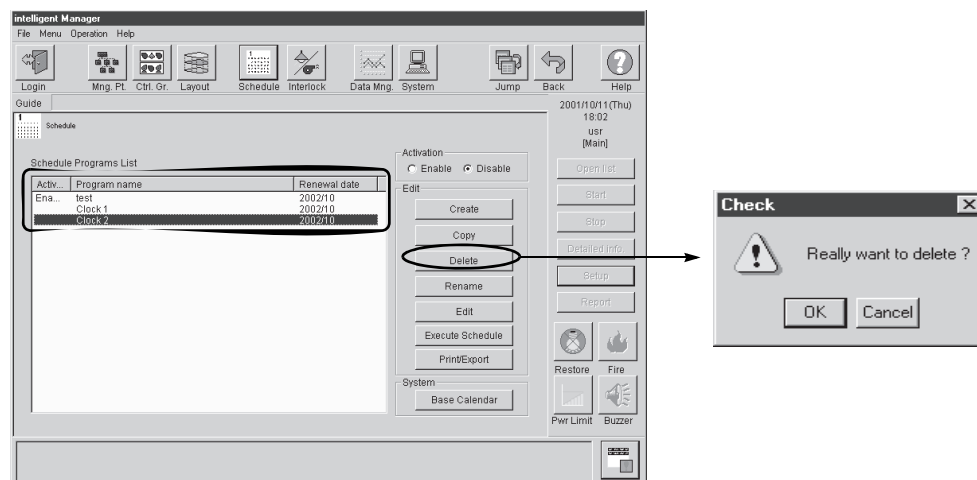 intelligent Manager
File Menu Operation Help
Login Mng. Pt. Ctrl. Gr. Layout Schedule Interlock Data Mng. System Jump Back Help
Guide
1
Schedule
2001/10/11(Thu)
18:02
usr
[Main]
Schedule Programs List
Activ... Program name Renewal date
Ena... test 2002/10
Clock 1 2002/10
Clock 2 2002/10
Activation
Enable Disable
Edit
Create
Copy
Delete
Rename
Edit
Execute Schedule
Print/Export
System
Base Calendar
Open list
Start
Stop
Detailed info.
Setup
Report
Restore Fire
Pwr Limit Buzzer
Check
Really want to delete ?
OK Cancel